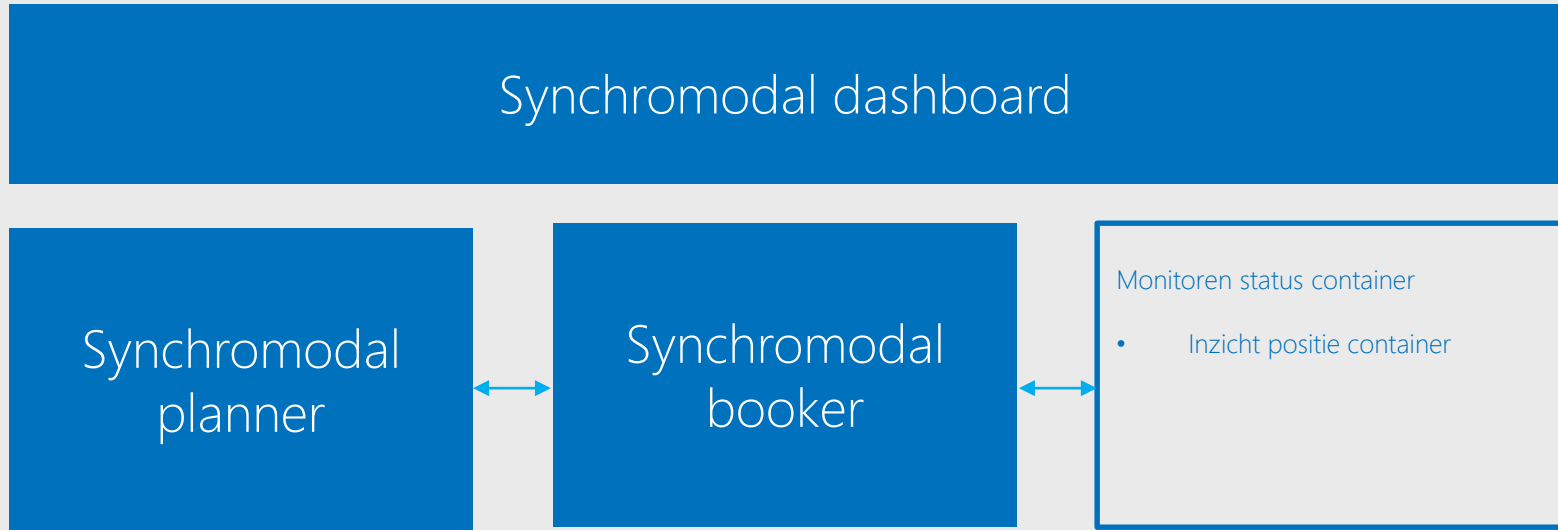 Synchromodal dashboard
Synchromodal
planner
Synchromodal
booker
Monitoren status container
• Inzicht positie container